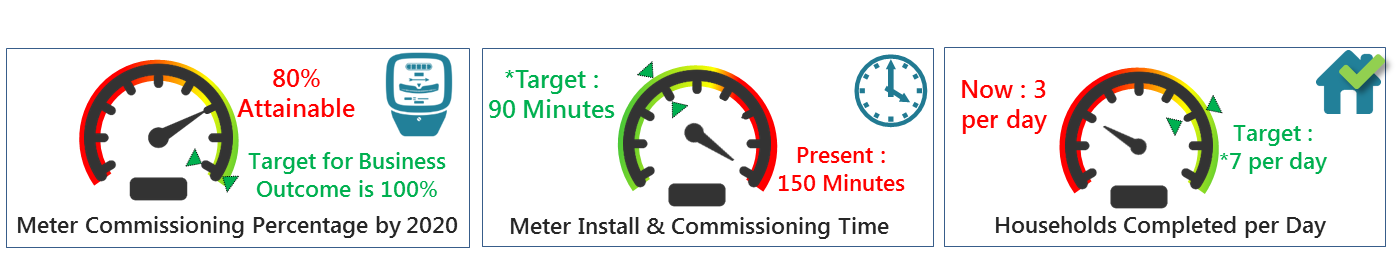 80%
Attainable
Target for Business
Outcome is 100%
Meter Commissioning Percentage by 2020
*Target :
90 Minutes
Present :
150 Minutes
Meter Install & Commissioning Time
Now : 3
per day
Target :
*7 per day
Households Completed per Day